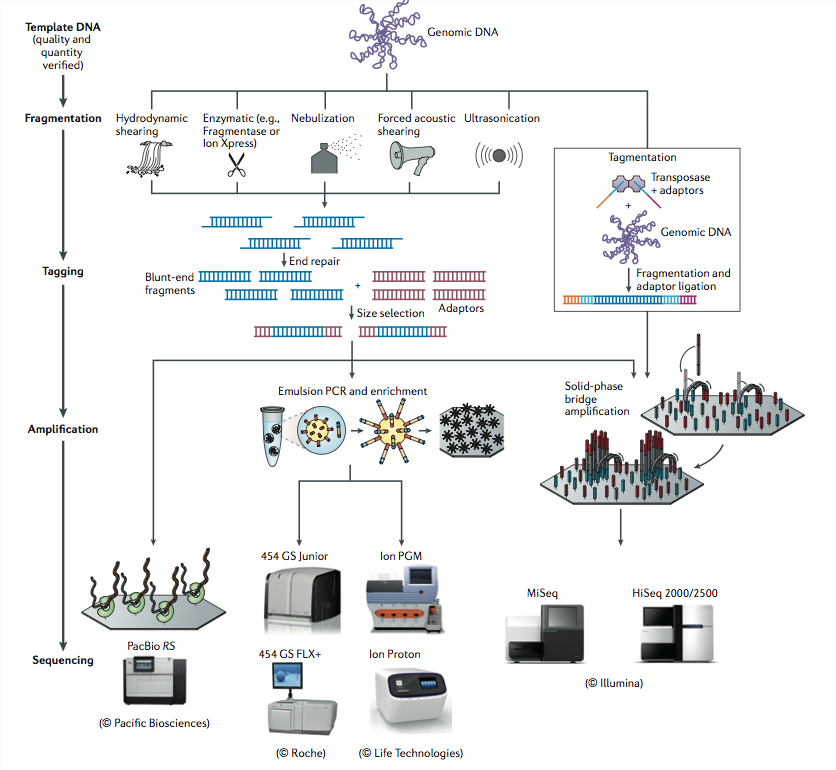 Template DNA
(quality and
quantity
verified)
Genomic DNA
Fragmentation
Hydrodynamic
shearing
Enzymatic (e.g.,
Fragmentase or
Ion Xpress)
Nebulization
Forced acoustic
shearing
Ultrasonication
Tagmentation
Transposase
+ adaptors
+
Genomic DNA
Fragmentation and
adaptor ligation
Tagging
End repair
Blunt-end
fragments
+
Adaptors
Size selection
Amplification
Emulsion PCR and enrichment
Solid-phase
bridge
amplification
Sequencing
PacBio RS
(© Pacific Biosciences)
454 GS Junior
454 GS FLX+
(© Roche)
Ion PGM
Ion Proton
(© Life Technologies)
MiSeq
HiSeq 2000/2500
(© Illumina)